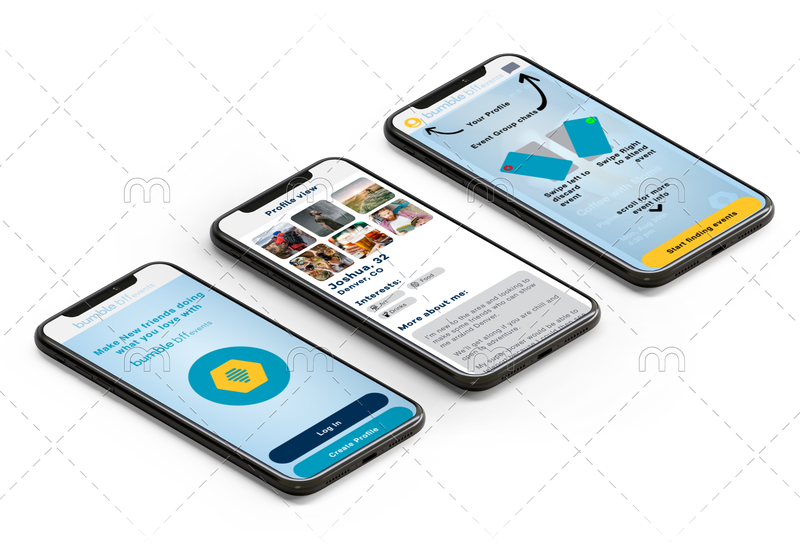 bumble bff events
Make New friends doing
what you love with
bumble bff events
Log in
Create Profile
Profile view
Joshua, 32
Denver, CO
Interests:
Art
Food
Drinks
More about me:
I'm new to the area and looking to
make some friends who can show
me around Denver.
We'll get along if you are chill and
open to adventure.
My super power would be able to
bumble bff events
Your Profile
Event Group chats
Swipe left to
discard
event
Swipe Right
to attend
event
scroll for more
event info
Start finding events
m
m
m
m
m
m
m
m